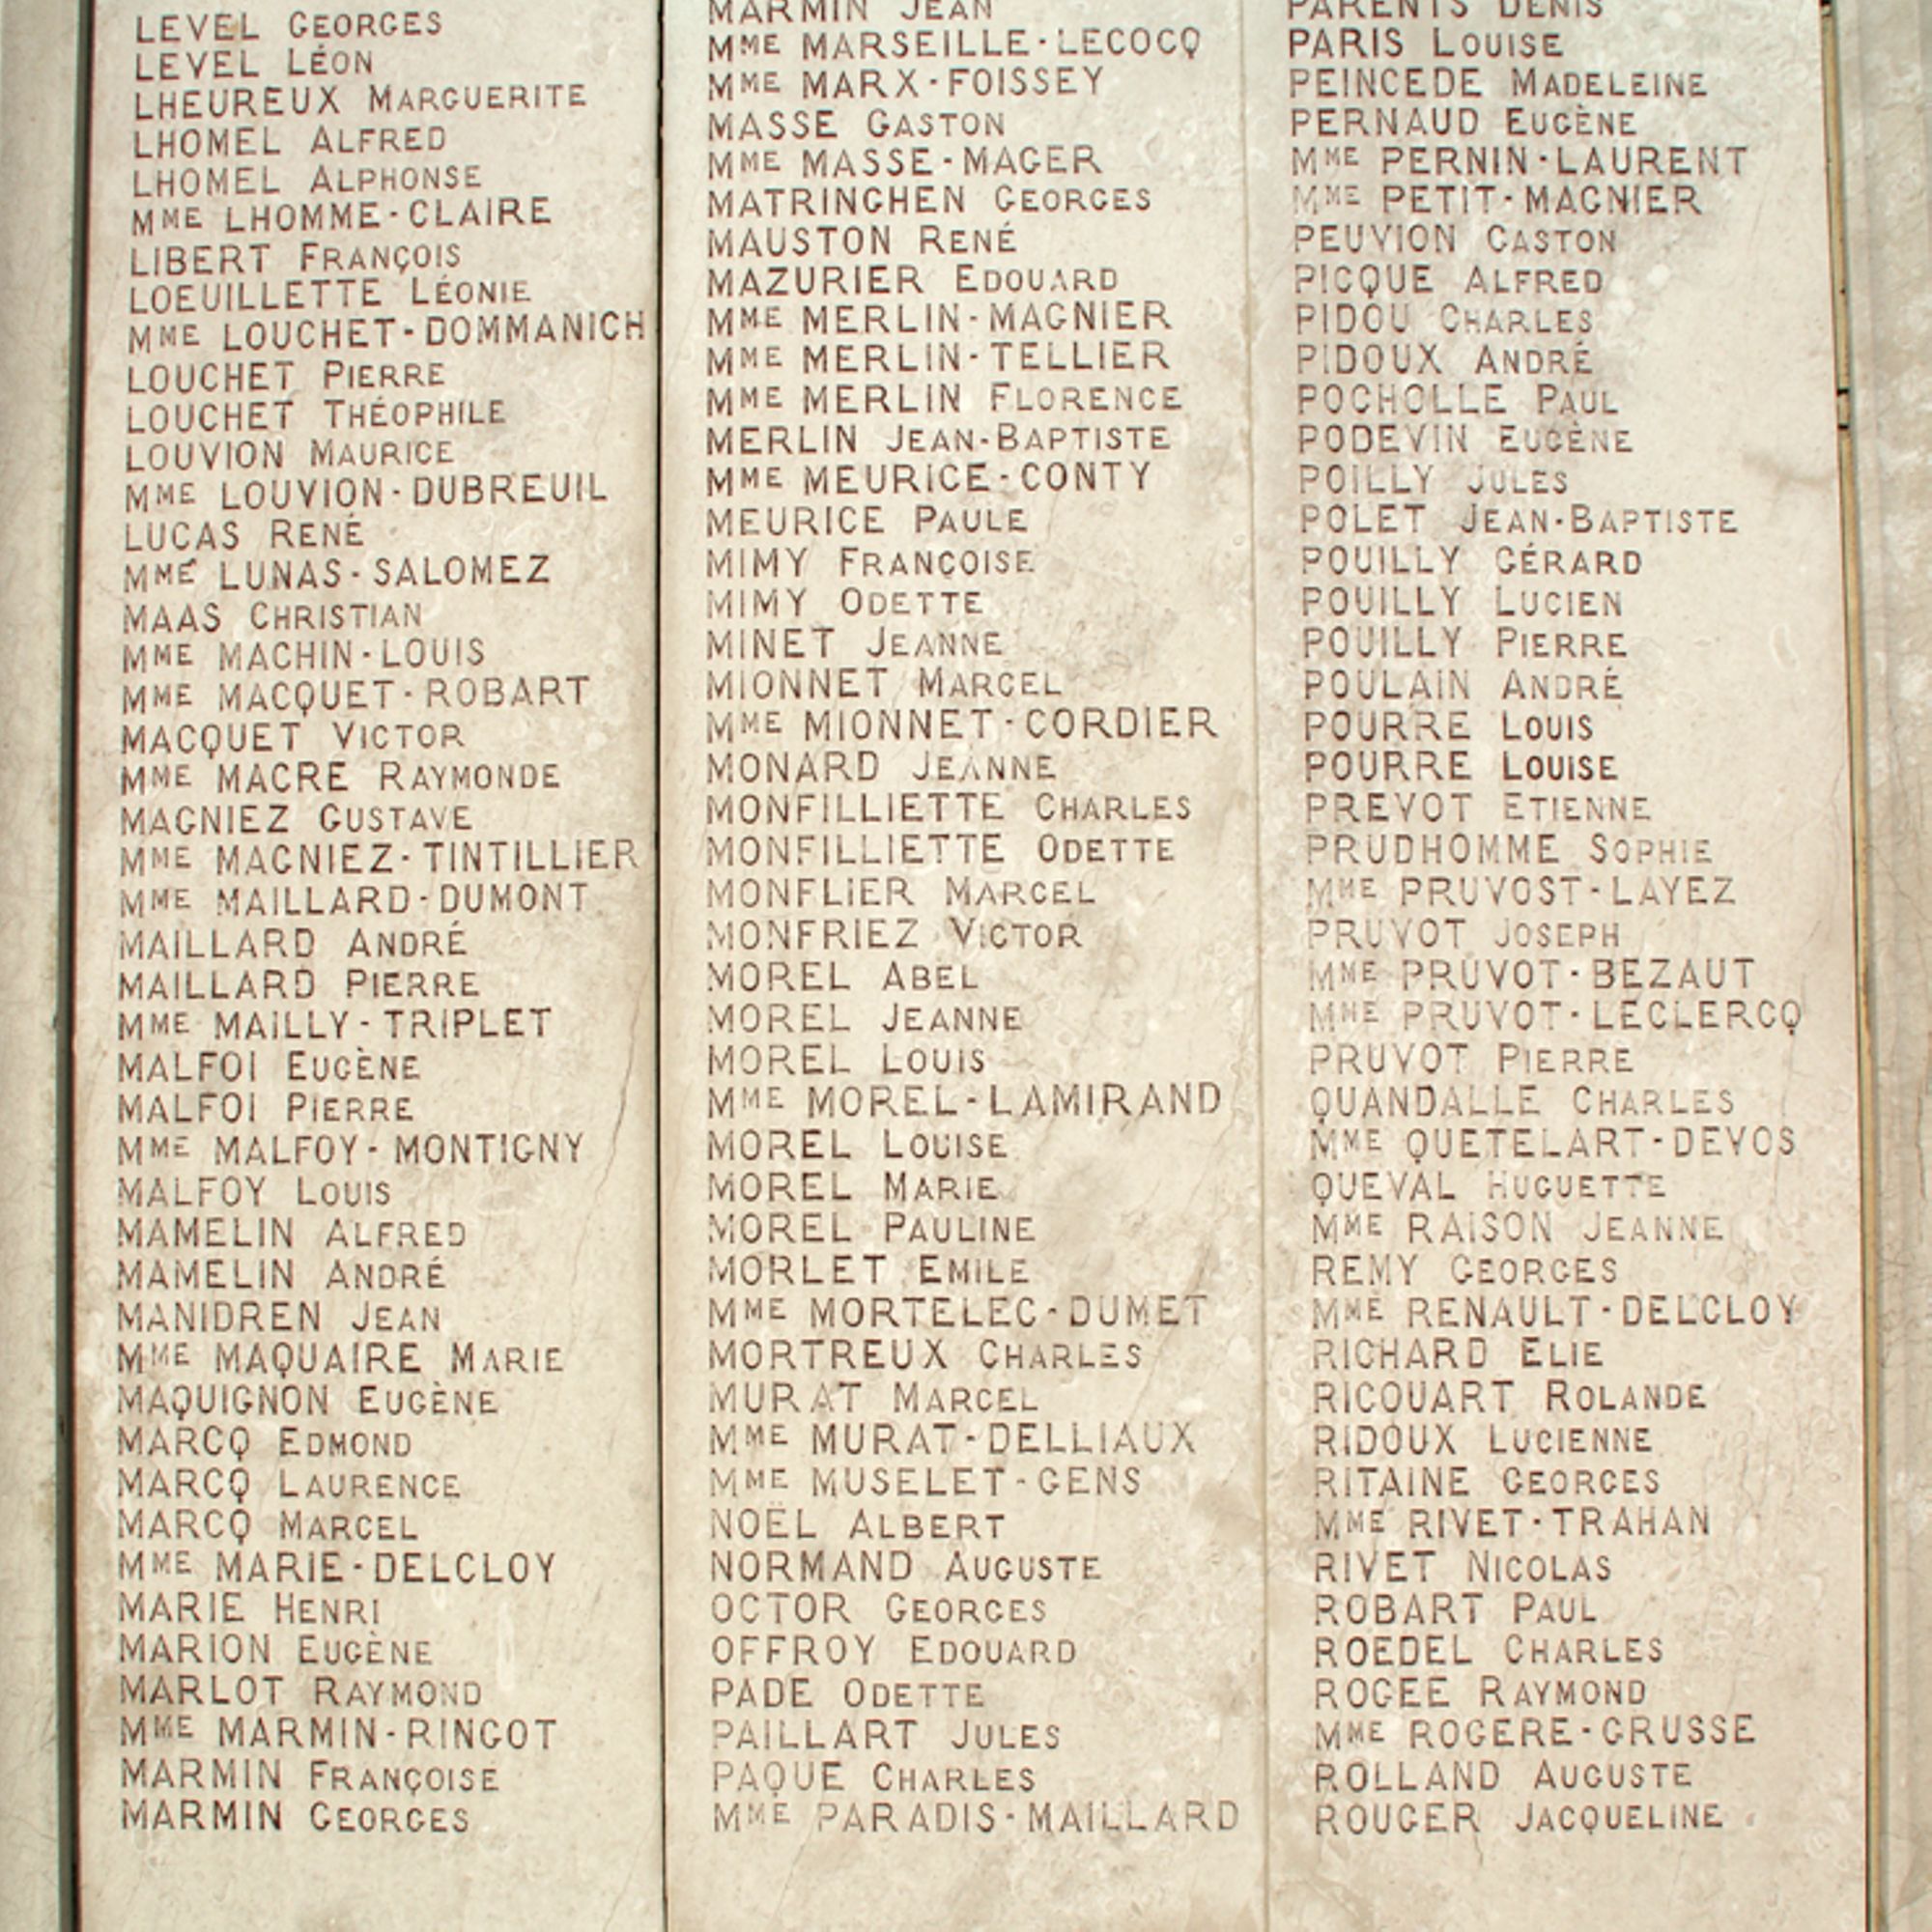 LEVEL GEORGES
LEVEL LÉON
LHEUREUX MARGUERITE
LHOMEL ALFRED
LHOMEL ALPHONSE
MME LHOMME-CLAIRE
LIBERT FRANÇOIS
LOEUILLETTE LÉONIE
MME LOUCHET-DOMMANICH
LOUCHET PIERRE
LOUCHET THÉOPHILE
LOUVION MAURICE
MME LOUVION-DUBREUIL
LUCAS RENÉ
MME LUNAS-SALOMEZ
MAAS CHRISTIAN
MME MACHIN-LOUIS
MME MACQUET-ROBART
MACQUET VICTOR
MME MACRE RAYMONDE
MAGNIEZ GUSTAVE
MME MAGNIEZ-TINTILLIER
MME MAILLARD-DUMONT
MAILLARD ANDRÉ
MAILLARD PIERRE
MME MAILLY-TRIPLET
MALFOI EUGÈNE
MALFOI PIERRE
MME MALFOY-MONTIGNY
MALFOY LOUIS
MAMELIN ALFRED
MAMELIN ANDRÉ
MANIDREN JEAN
MME MAQUAIRE MARIE
MAQUIGNON EUGÈNE
MARCQ EDMOND
MARCQ LAURENCE
MARCQ MARCEL
MME MARIE-DELCLOY
MARIE HENRI
MARION EUGÈNE
MARLOT RAYMOND
MME MARMIN-RINGOT
MARMIN FRANÇOISE
MARMIN GEORGES
MARMIN JEAN
MME MARSEILLE-LECOCQ
MME MARX-FOISSEY
MASSE GASTON
MME MASSE-MAGER
MATRINGHEN GEORGES
MAUSTON RENÉ
MAZURIER EDOUARD
MME MERLIN-MAGNIER
MME MERLIN-TELLIER
MME MERLIN FLORENCE
MERLIN JEAN-BAPTISTE
MME MEURICE-CONTY
MEURICE PAULE
MIMY FRANÇOISE
MIMY ODETTE
MINET JEANNE
MIONNET MARCEL
MME MIONNET-CORDIER
MONARD JEANNE
MONFILLIETTE CHARLES
MONFILLIETTE ODETTE
MONFLIER MARCEL
MONFRIEZ VICTOR
MOREL ABEL
MOREL JEANNE
MOREL LOUIS
MME MOREL-LAMIRAND
MOREL LOUISE
MOREL MARIE
MOREL PAULINE
MORLET EMILE
MME MORTELEC-DUMET
MORTREUX CHARLES
MURAT MARCEL
MME MURAT-DELLIAUX
MME MUSELET-GENS
NOËL ALBERT
NORMAND AUGUSTE
OCTOR GEORGES
OFFROY EDOUARD
PADE ODETTE
PAILLART JULES
PAQUE CHARLES
MME PARADIS-MAILLARD
PARENTS DENIS
PARIS LOUISE
PEINCEDE MADELEINE
PERNAUD EUGÈNE
MME PERNIN-LAURENT
MME PETIT-MAGNIER
PEUVION GASTON
PICQUE ALFRED
PIDOU CHARLES
PIDOUX ANDRÉ
POCHOLLE PAUL
PODEVIN EUGÈNE
POILLY JULES
POLET JEAN-BAPTISTE
POUILLY GÉRARD
POUILLY LUCIEN
POUILLY PIERRE
POULAIN ANDRÉ
POURRE LOUIS
POURRE LOUISE
PREVOT ETIENNE
PRUDHOMME SOPHIE
MME PRUVOST-LAYEZ
PRUVOT JOSEPH
MME PRUVOT-BEZAUT
MME PRUVOT-LECLERCQ
PRUVOT PIERRE
QUANDALLE CHARLES
MME QUETELART-DEVOS
QUEVAL HUGUETTE
MME RAISON JEANNE
REMY GEORGES
MME RENAULT-DELCLOY
RICHARD ELIE
RICOUART ROLANDE
RIDOUX LUCIENNE
RITAINE GEORGES
MME RIVET-TRAHAN
RIVET NICOLAS
ROBART PAUL
ROEDEL CHARLES
ROGEE RAYMOND
MME ROGERE-GRUSSE
ROLLAND AUGUSTE
ROUGER JACQUELINE